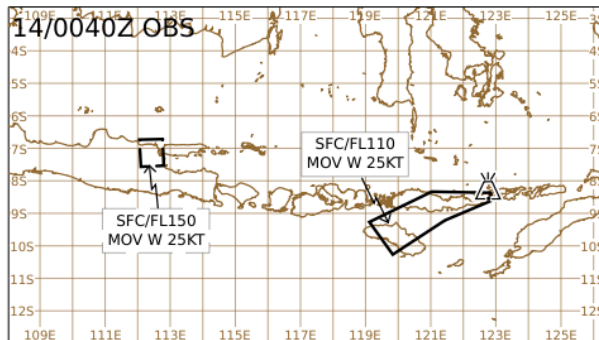 109E 111E 113E 115E 117E 119E 121E 123E 125E
14/0040Z OBS
4S
5S
6S
7S
SFC/FL110
MOV W 25KT
8S
9S
SFC/FL150
MOV W 25KT
10S
11S
12S
109E 111E 113E 115E 117E 119E 121E 123E 125E